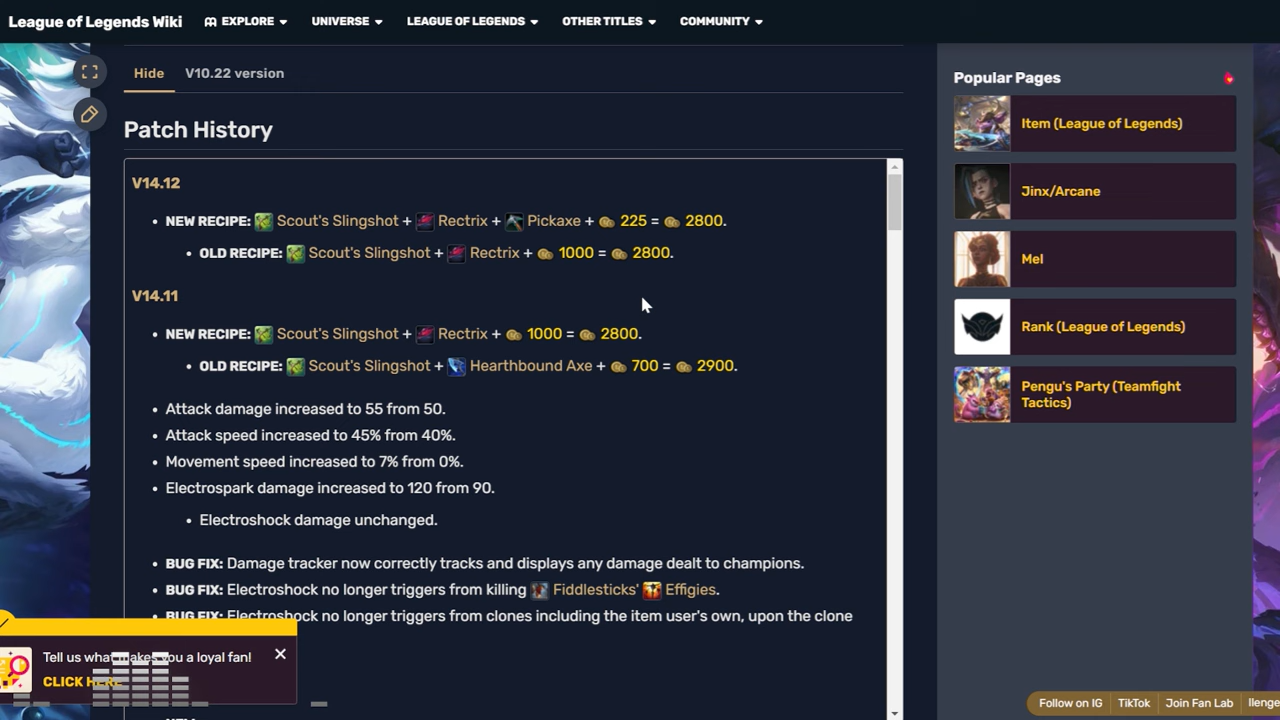 League of Legends Wiki EXPLORE UNIVERSE LEAGUE OF LEGENDS OTHER TITLES COMMUNITY
Hide V10.22 version
Patch History
V14.12
• NEW RECIPE: Scout's Slingshot + Rectrix + Pickaxe + 225 = 2800.
• OLD RECIPE: Scout's Slingshot + Rectrix + 1000 = 2800.
V14.11
• NEW RECIPE: Scout's Slingshot + Rectrix + 1000 = 2800.
• OLD RECIPE: Scout's Slingshot + Hearthbound Axe + 700 = 2900.
• Attack damage increased to 55 from 50.
• Attack speed increased to 45% from 40%.
• Movement speed increased to 7% from 0%.
• Electrospark damage increased to 120 from 90.
• Electroshock damage unchanged.
• BUG FIX: Damage tracker now correctly tracks and displays any damage dealt to champions.
• BUG FIX: Electroshock no longer triggers from killing Fiddlesticks' Effigies.
• BUG FIX: Electroshock no longer triggers from clones including the item user's own, upon the clone
Popular Pages
Item (League of Legends)
Jinx/Arcane
Mel
Rank (League of Legends)
Pengu's Party (Teamfight
Tactics)
Tell us what makes you a loyal fan!
CLICK HERE
Follow on IG TikTok Join Fan Lab